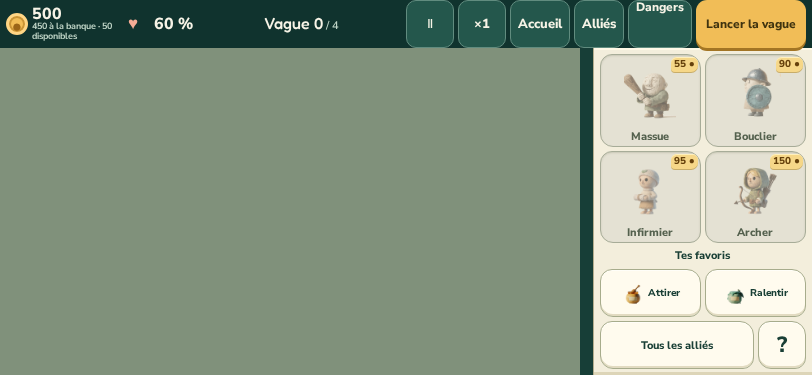 500
450 à la banque · 50
disponibles
60 %
Vague 0 / 4
II
×1
Accueil
Alliés
Dangers
Lancer la vague
55
90
Massue
Bouclier
95
150
Infirmier
Archer
Tes favoris
Attirer
Ralentir
Tous les alliés
?